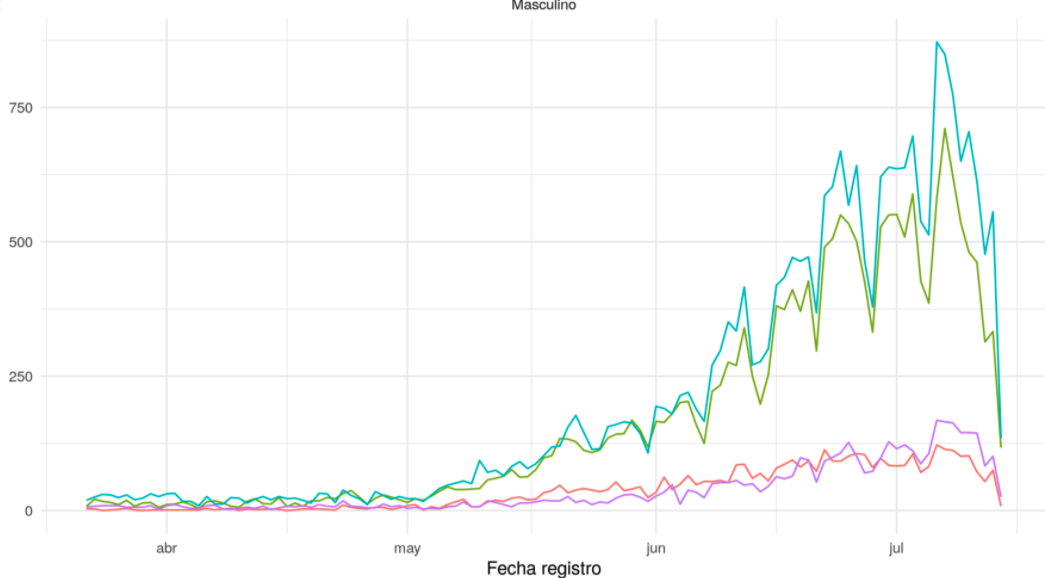 Masculino
750
500
250
0
abr may jun jul
Fecha registro